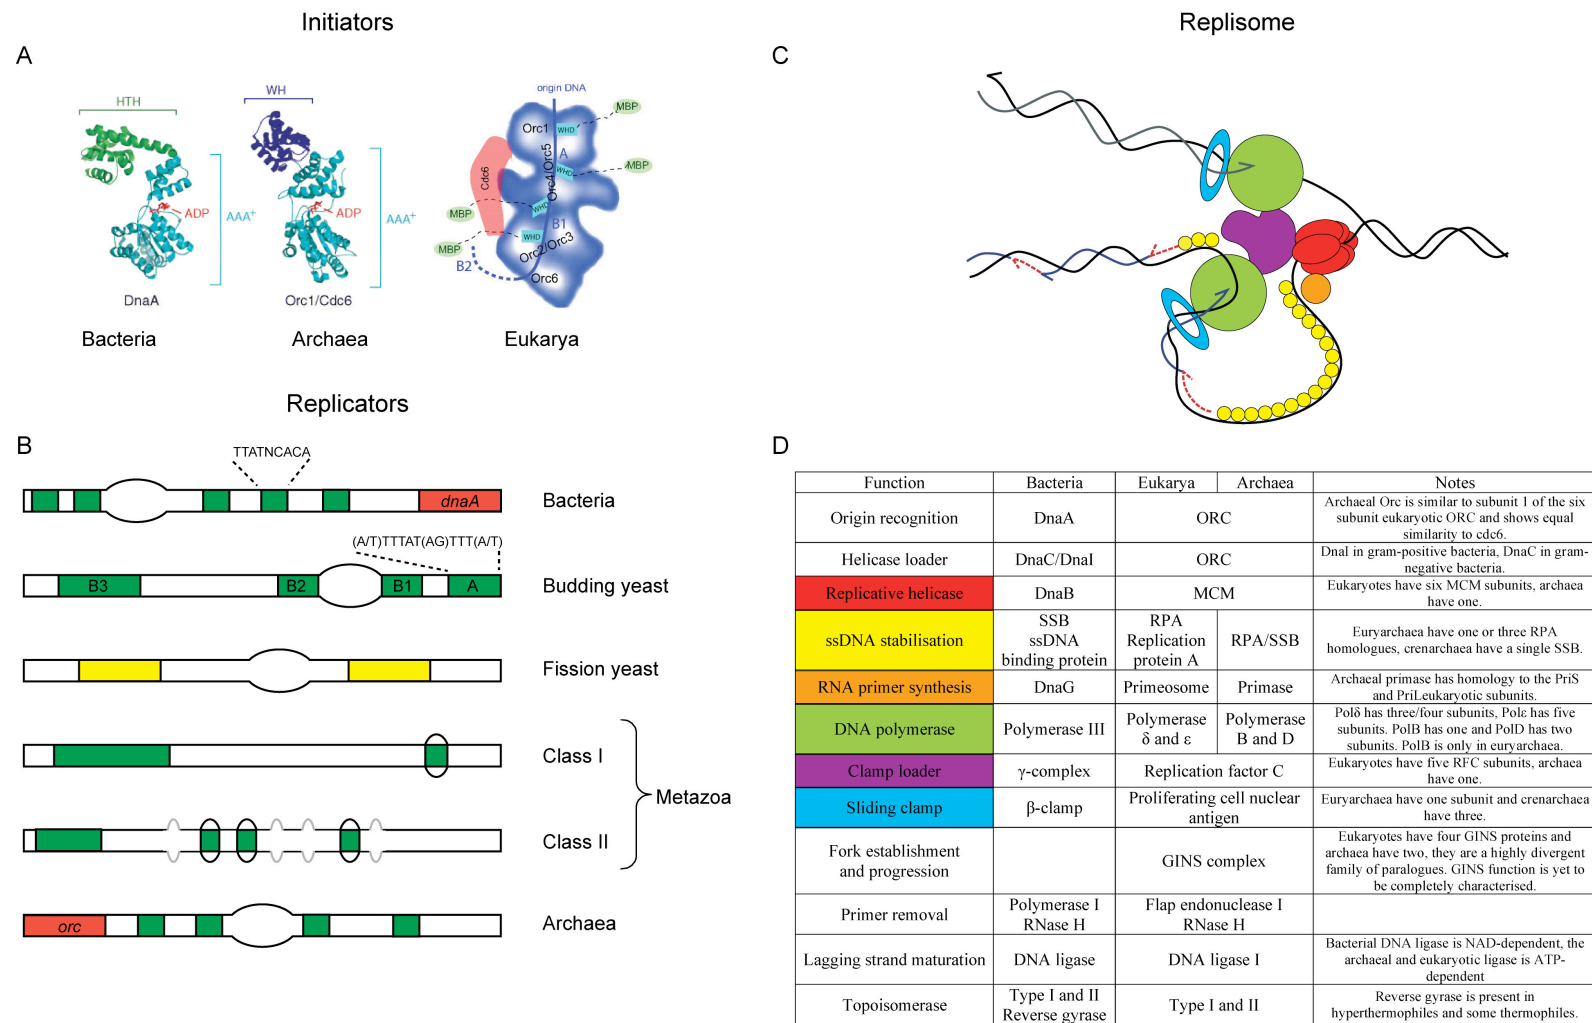 Initiators
Replisome
A
HTH
ADP
AAA+
DnaA
Bacteria
WH
ADP
AAA+
Orc1/Cdc6
Archaea
origin DNA
MBP
Orc1
WHD
A
Orc4/Orc5
WHD
MBP
Cdc6
MBP
WHD
B1
MBP
WHD
Orc2/Orc3
B2
Orc6
Eukarya
C
Replicators
B
TTATNCACA
dnaA
Bacteria
(A/T)TTTAT(AG)TTT(A/T)
B3
B2
B1
A
Budding yeast
Fission yeast
Class I
Metazoa
Class II
orc
Archaea
D
Function Bacteria Eukarya Archaea Notes
Origin recognition DnaA ORC
Archaeal Orc is similar to subunit 1 of the six
subunit eukaryotic ORC and shows equal
similarity to cdc6.
Helicase loader DnaC/DnaI ORC
DnaI in gram-positive bacteria, DnaC in gram-
negative bacteria.
Replicative helicase DnaB MCM
Eukaryotes have six MCM subunits, archaea
have one.
ssDNA stabilisation
SSB
ssDNA
binding protein
RPA
Replication
protein A
RPA/SSB
Euryarchaea have one or three RPA
homologues, crenarchaea have a single SSB.
RNA primer synthesis DnaG Primeosome Primase
Archaeal primase has homology to the PriS
and PriLeukaryotic subunits.
DNA polymerase Polymerase III
Polymerase
δ and ε
Polymerase
B and D
Polδ has three/four subunits, Polε has five
subunits. PolB has one and PolD has two
subunits. PolB is only in euryarchaea.
Clamp loader γ-complex Replication factor C
Eukaryotes have five RFC subunits, archaea
have one.
Sliding clamp β-clamp
Proliferating cell nuclear
antigen
Euryarchaea have one subunit and crenarchaea
have three.
Fork establishment
and progression
GINS complex
Eukaryotes have four GINS proteins and
archaea have two, they are a highly divergent
family of paralogues. GINS function is yet to
be completely characterised.
Primer removal
Polymerase I
RNase H
Flap endonuclease I
RNase H
Lagging strand maturation DNA ligase DNA ligase I
Bacterial DNA ligase is NAD-dependent, the
archaeal and eukaryotic ligase is ATP-
dependent
Topoisomerase
Type I and II
Reverse gyrase
Type I and II
Reverse gyrase is present in
hyperthermophiles and some thermophiles.